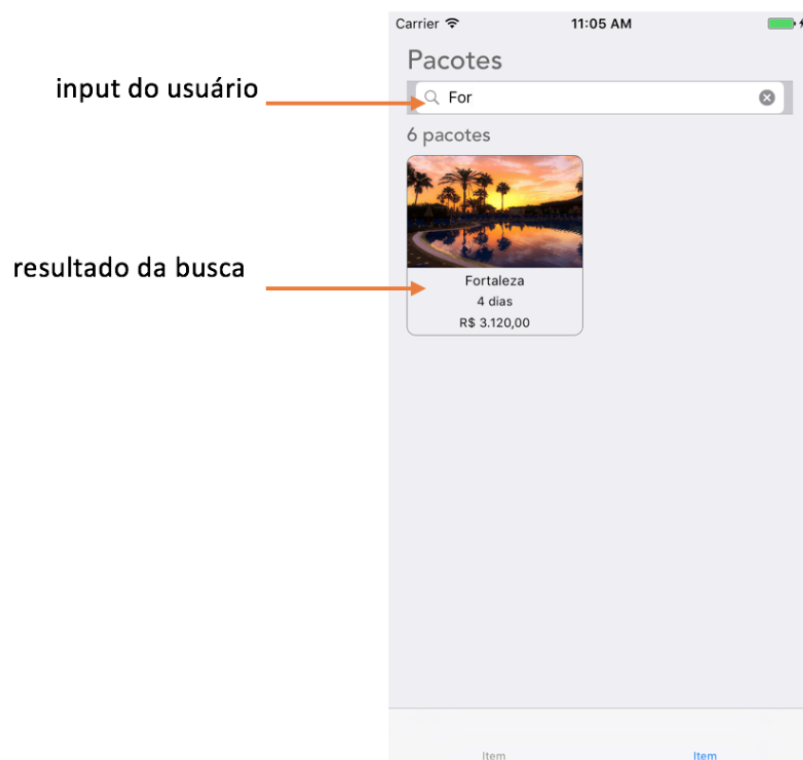 Carrier 11:05 AM
Pacotes
input do usuário
For
6 pacotes
resultado da busca
Fortaleza
4 dias
R$ 3.120,00
Item Item